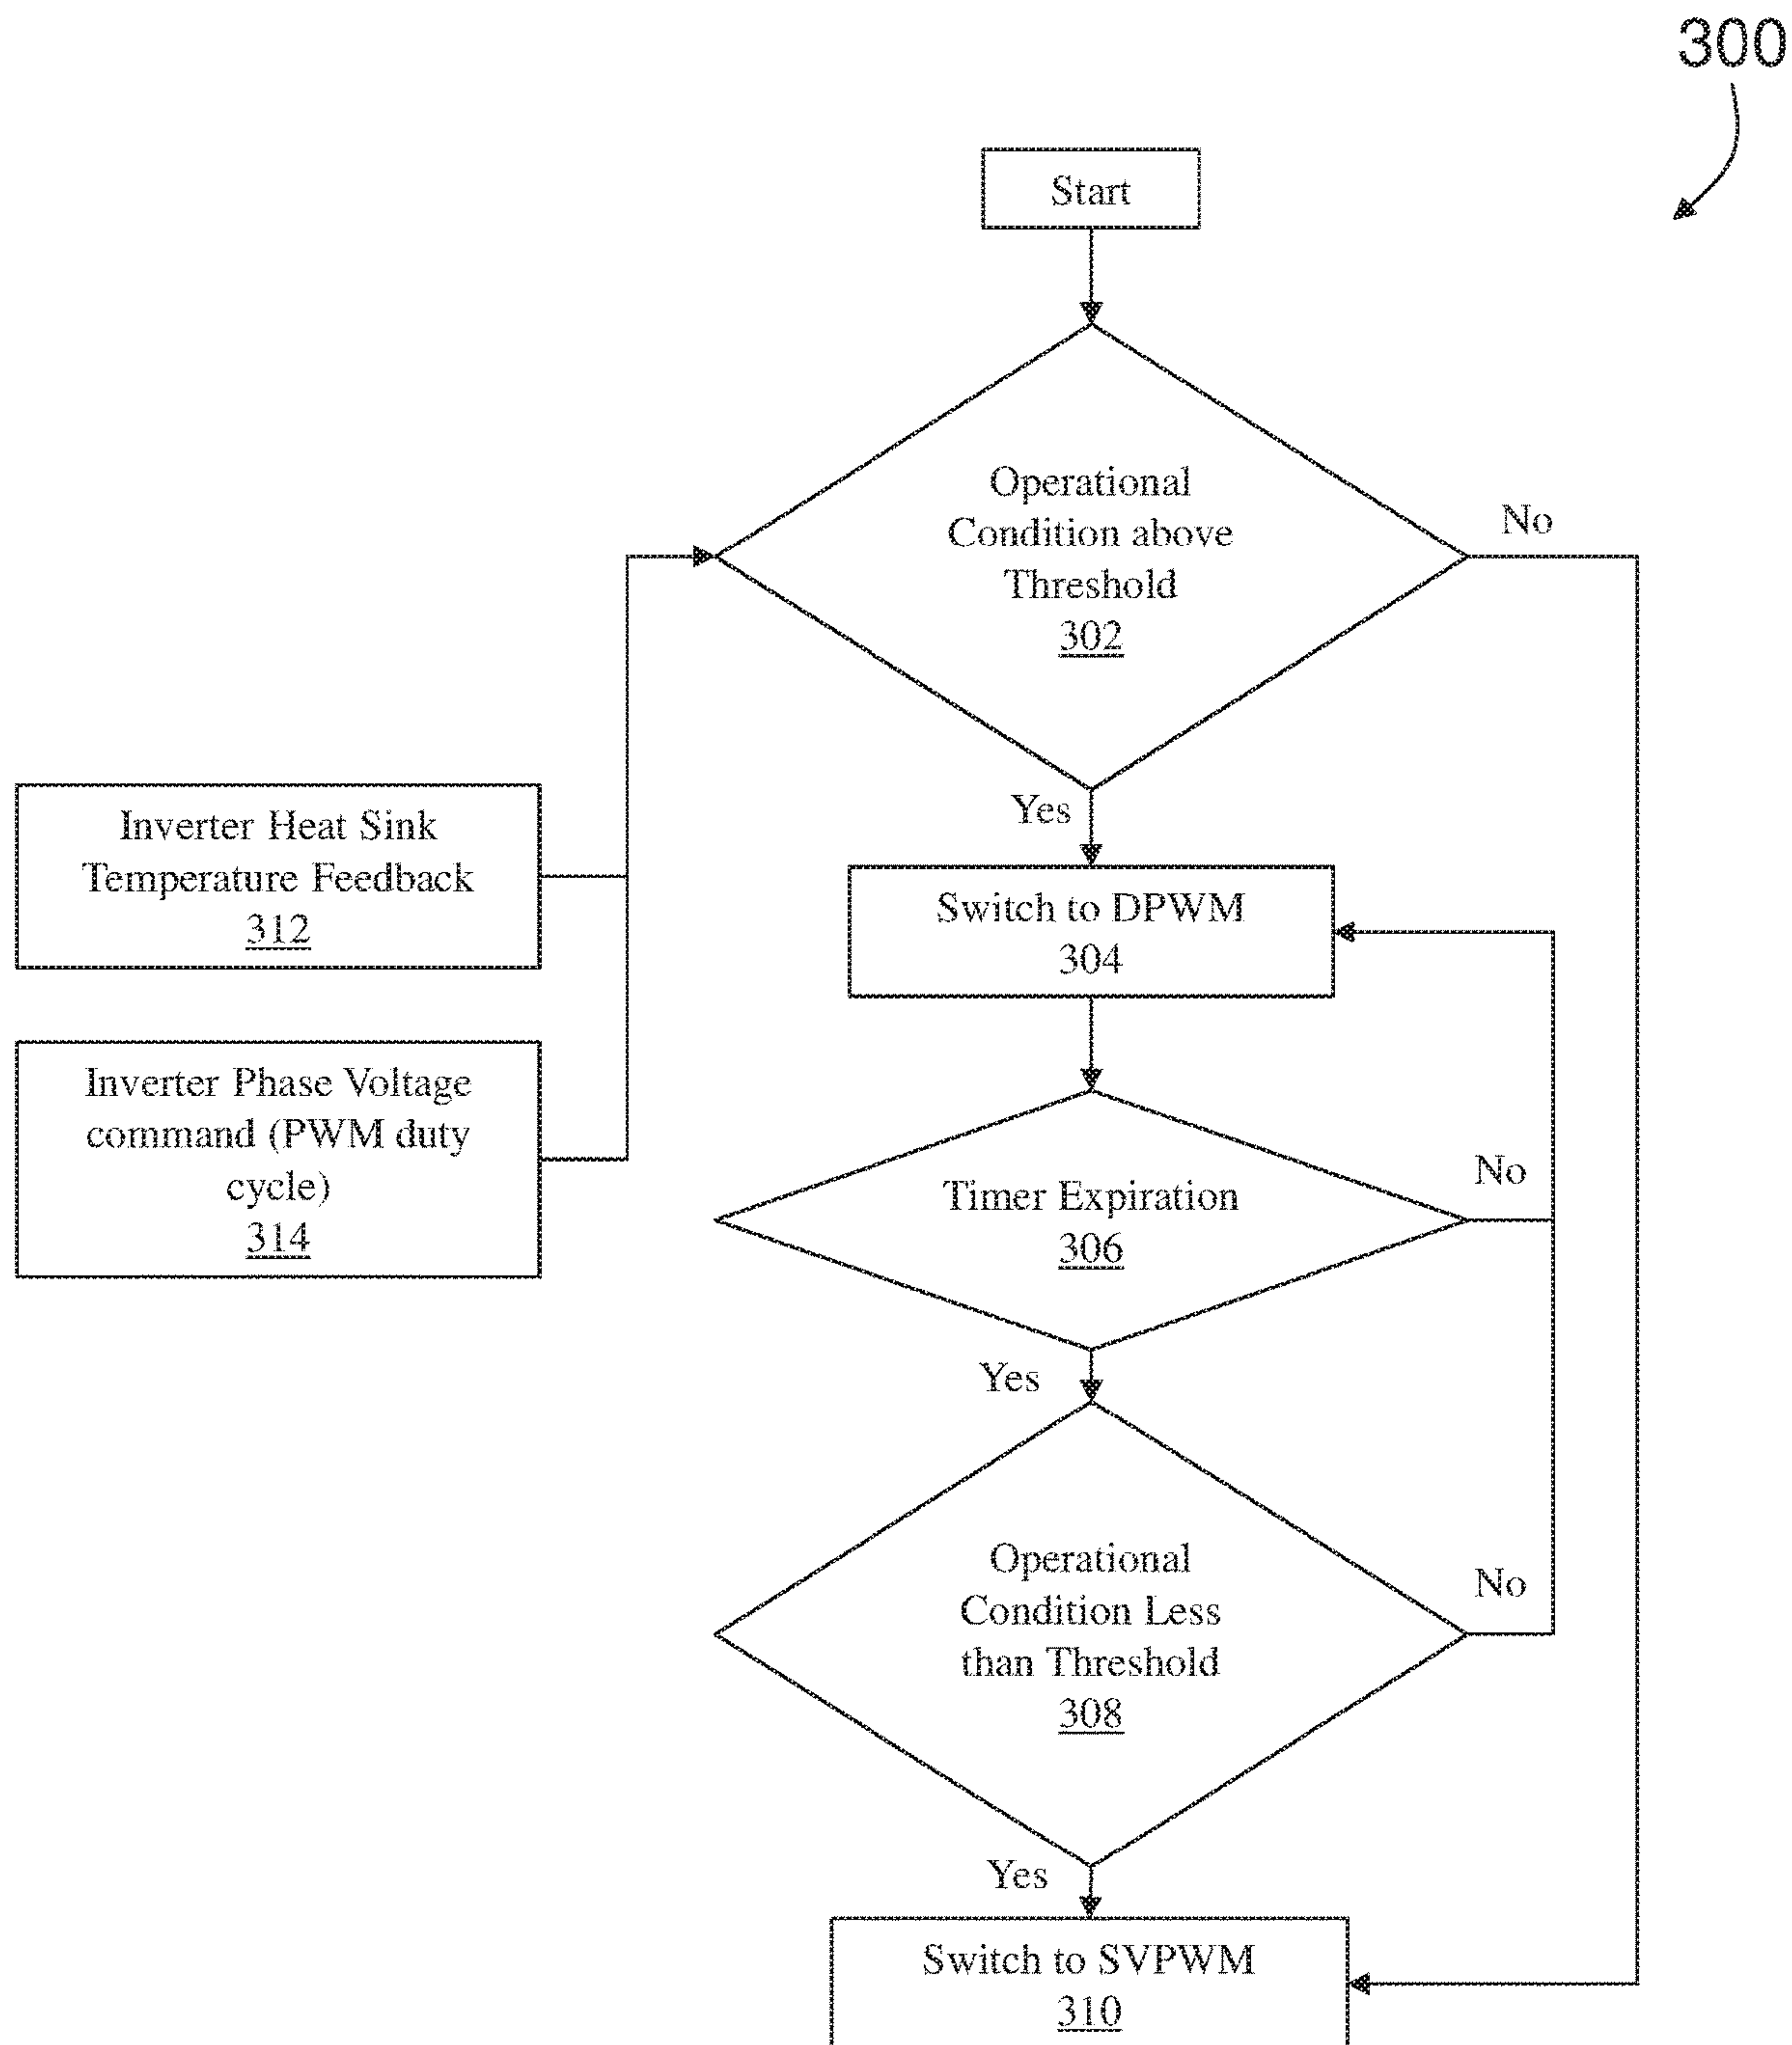 300
Start
Operational
Condition above
Threshold
302
No
Yes
Inverter Heat Sink
Temperature Feedback
312
Switch to DPWM
304
Inverter Phase Voltage
command (PWM duty
cycle)
314
Timer Expiration
306
No
Yes
Operational
Condition Less
than Threshold
308
No
Yes
Switch to SVPWM
310